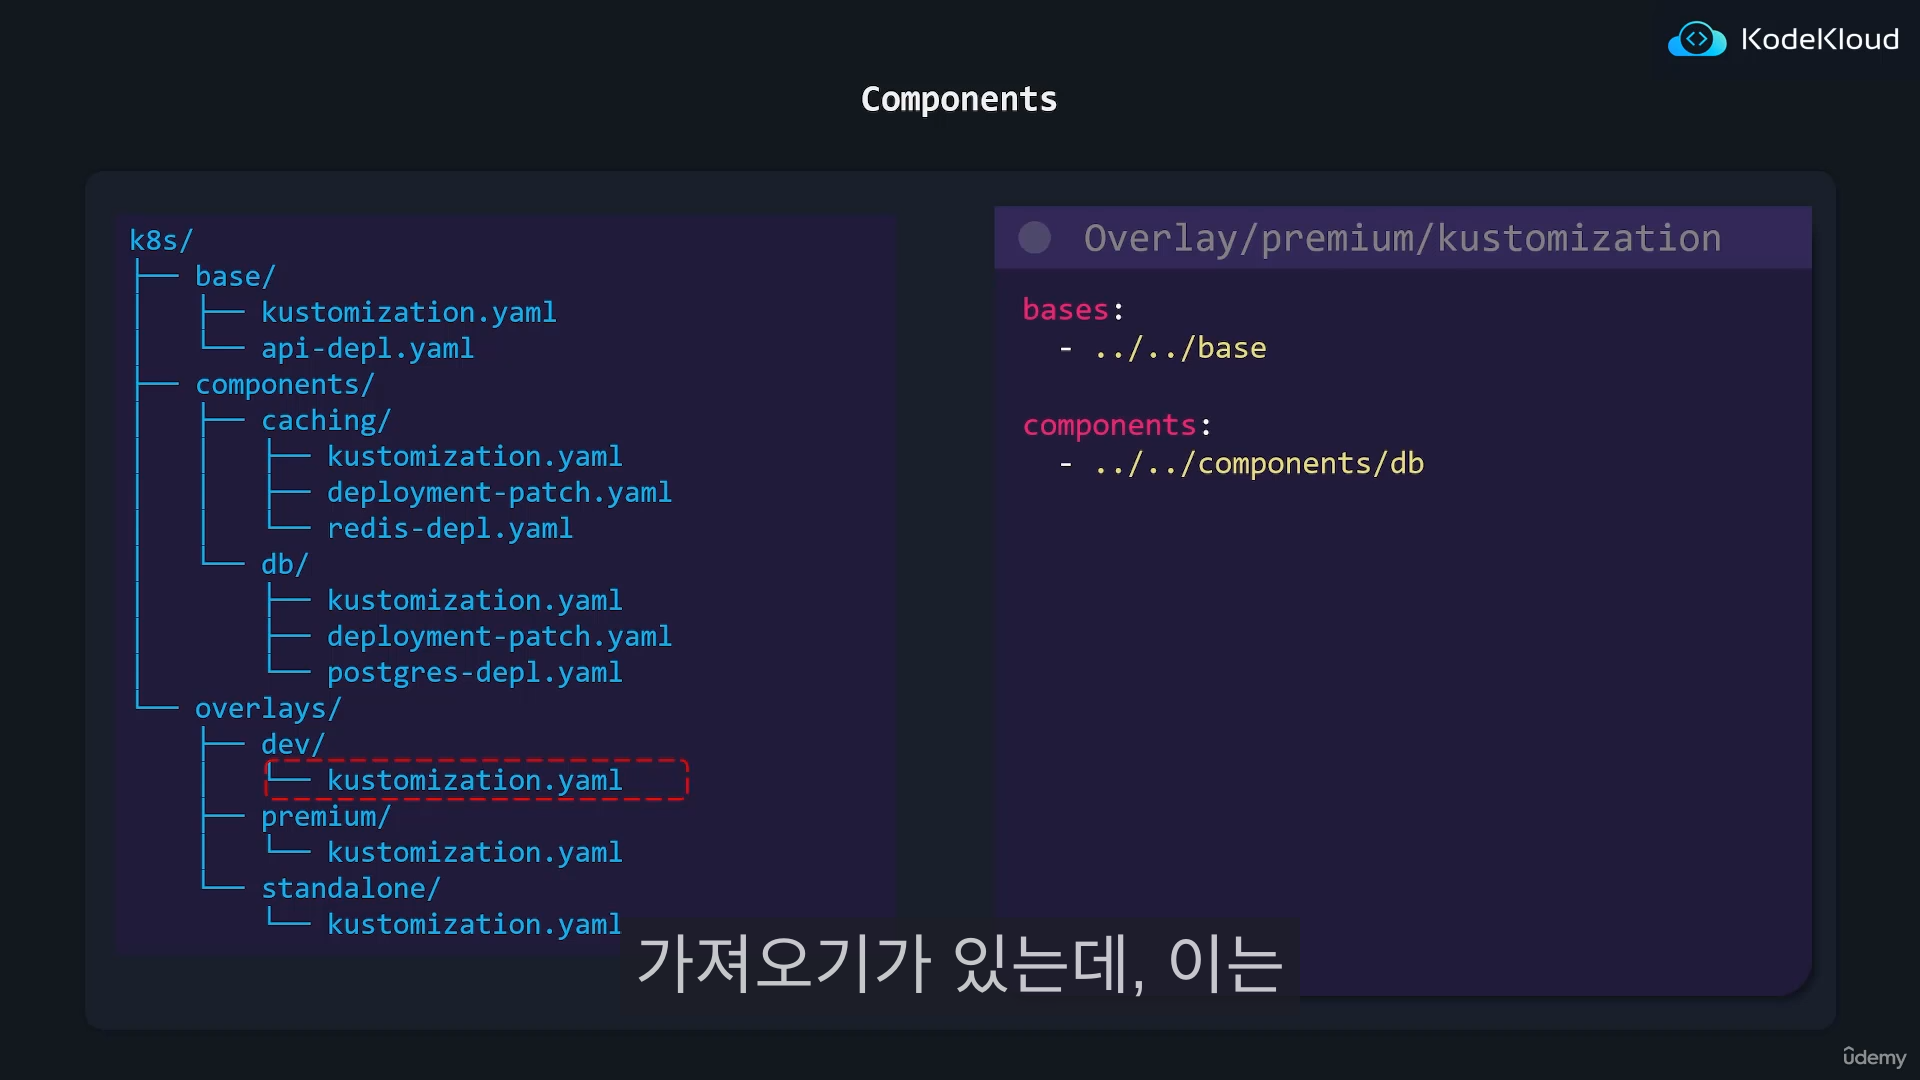 KodeKloud
Components
k8s/
├── base/
│   ├── kustomization.yaml
│   └── api-depl.yaml
├── components/
│   ├── caching/
│   │   ├── kustomization.yaml
│   │   ├── deployment-patch.yaml
│   │   └── redis-depl.yaml
│   └── db/
│       ├── kustomization.yaml
│       ├── deployment-patch.yaml
│       └── postgres-depl.yaml
└── overlays/
    ├── dev/
    │   └── kustomization.yaml
    ├── premium/
    │   └── kustomization.yaml
    └── standalone/
        └── kustomization.yaml
Overlay/premium/kustomization
bases:
  - ../../base
components:
  - ../../components/db
가져오기가 있는데, 이는
ûdemy